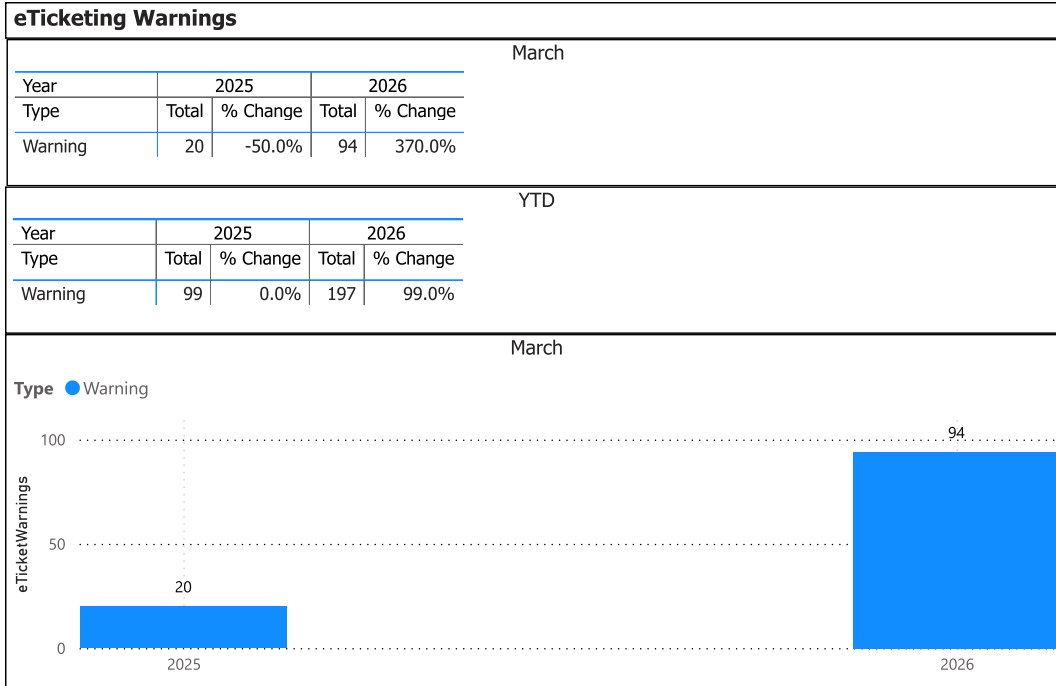 eTicketing Warnings
March
Year 2025 2026
Type Total % Change Total % Change
Warning 20 -50.0% 94 370.0%
YTD
Year 2025 2026
Type Total % Change Total % Change
Warning 99 0.0% 197 99.0%
March
Type Warning
eTicketWarnings
100
50
0
20
94
2025 2026